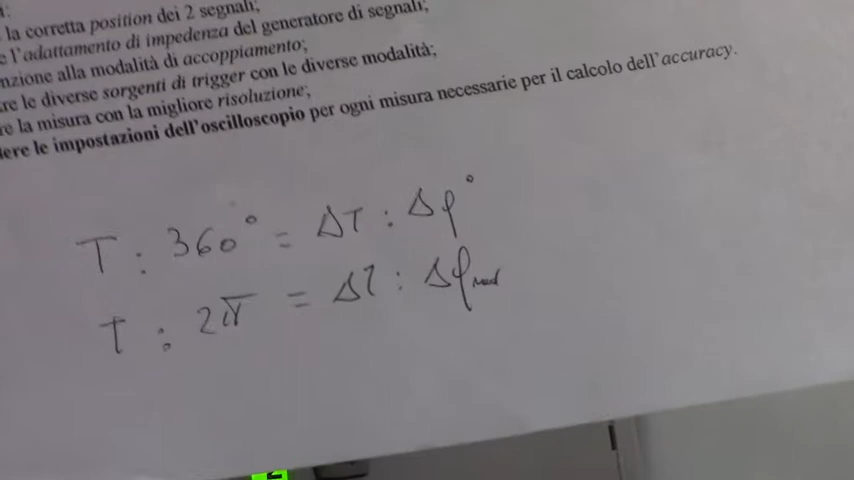 la corretta position dei 2 segnali;
e l'adattamento di impedenza del generatore di segnali;
nzione alla modalità di accoppiamento;
re le diverse sorgenti di trigger con le diverse modalità;
re la misura con la migliore risoluzione;
dere le impostazioni dell'oscilloscopio per ogni misura necessarie per il calcolo dell'accuracy.
T : 360° = ΔT : Δφ°
T : 2π = ΔT : Δφrad